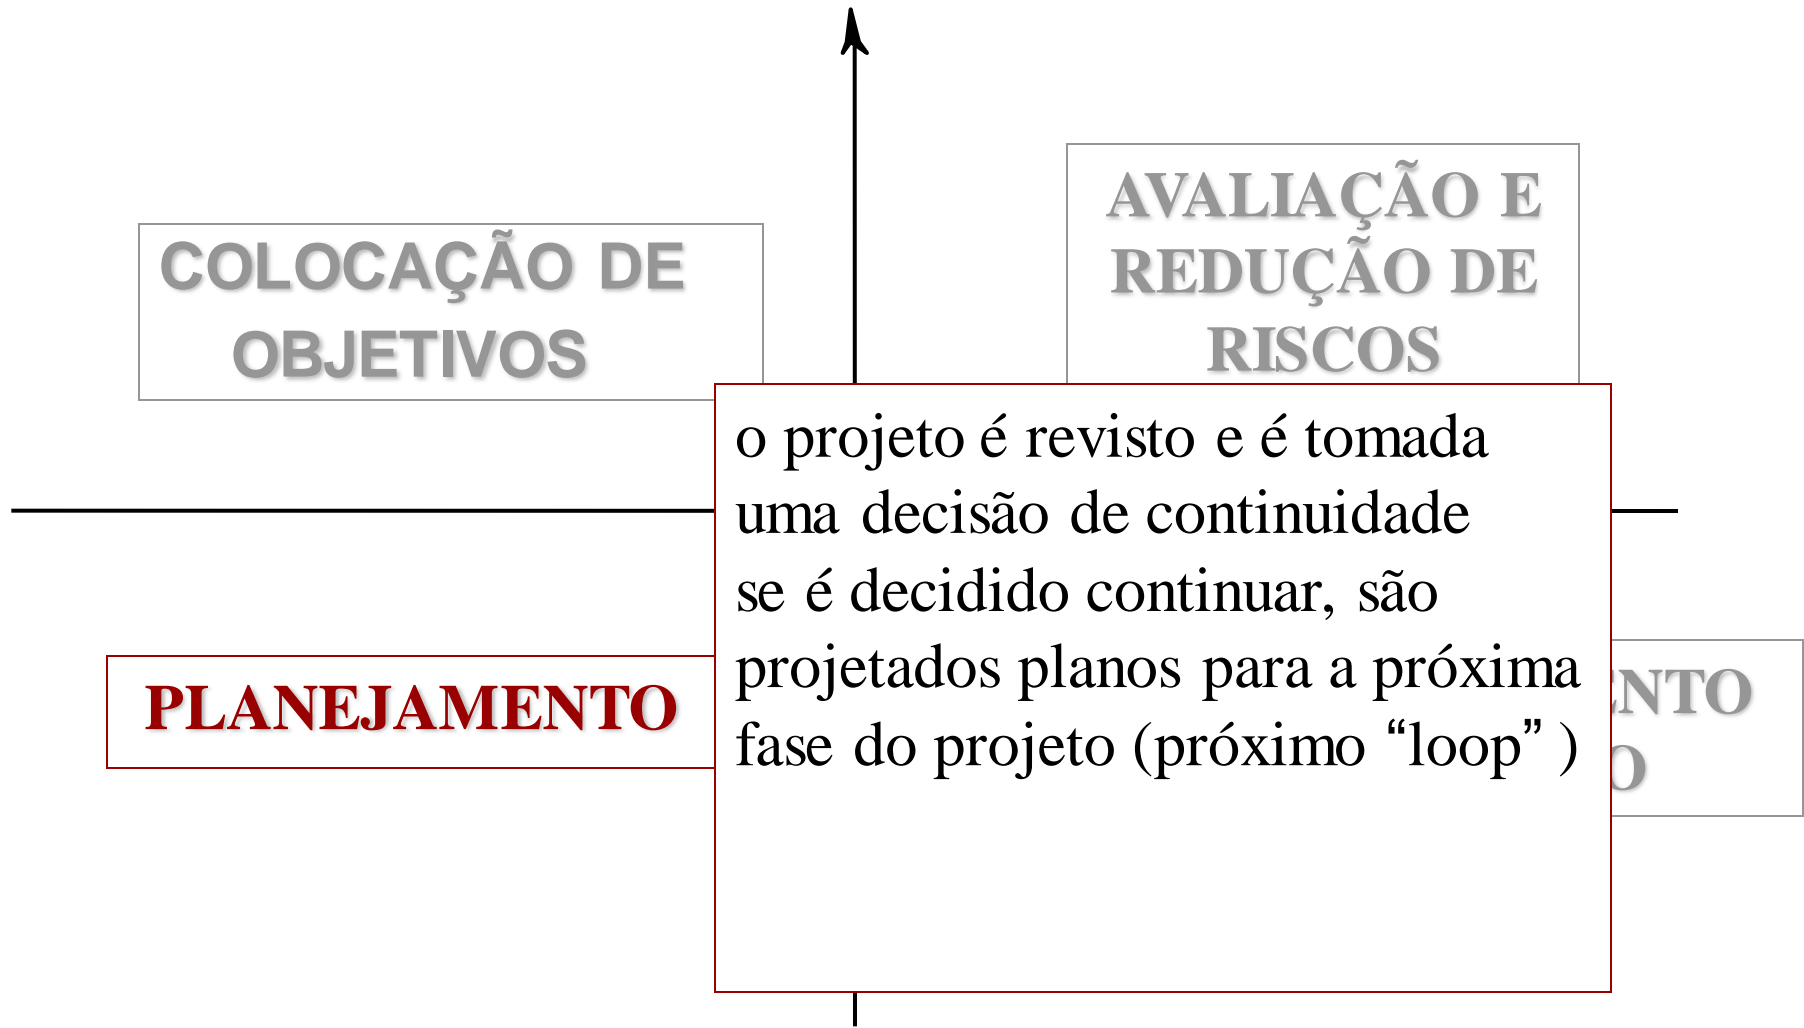 COLOCAÇÃO DE
OBJETIVOS
AVALIAÇÃO E
REDUÇÃO DE
RISCOS
o projeto é revisto e é tomada
uma decisão de continuidade
se é decidido continuar, são
projetados planos para a próxima
fase do projeto (próximo “loop” )
PLANEJAMENTO